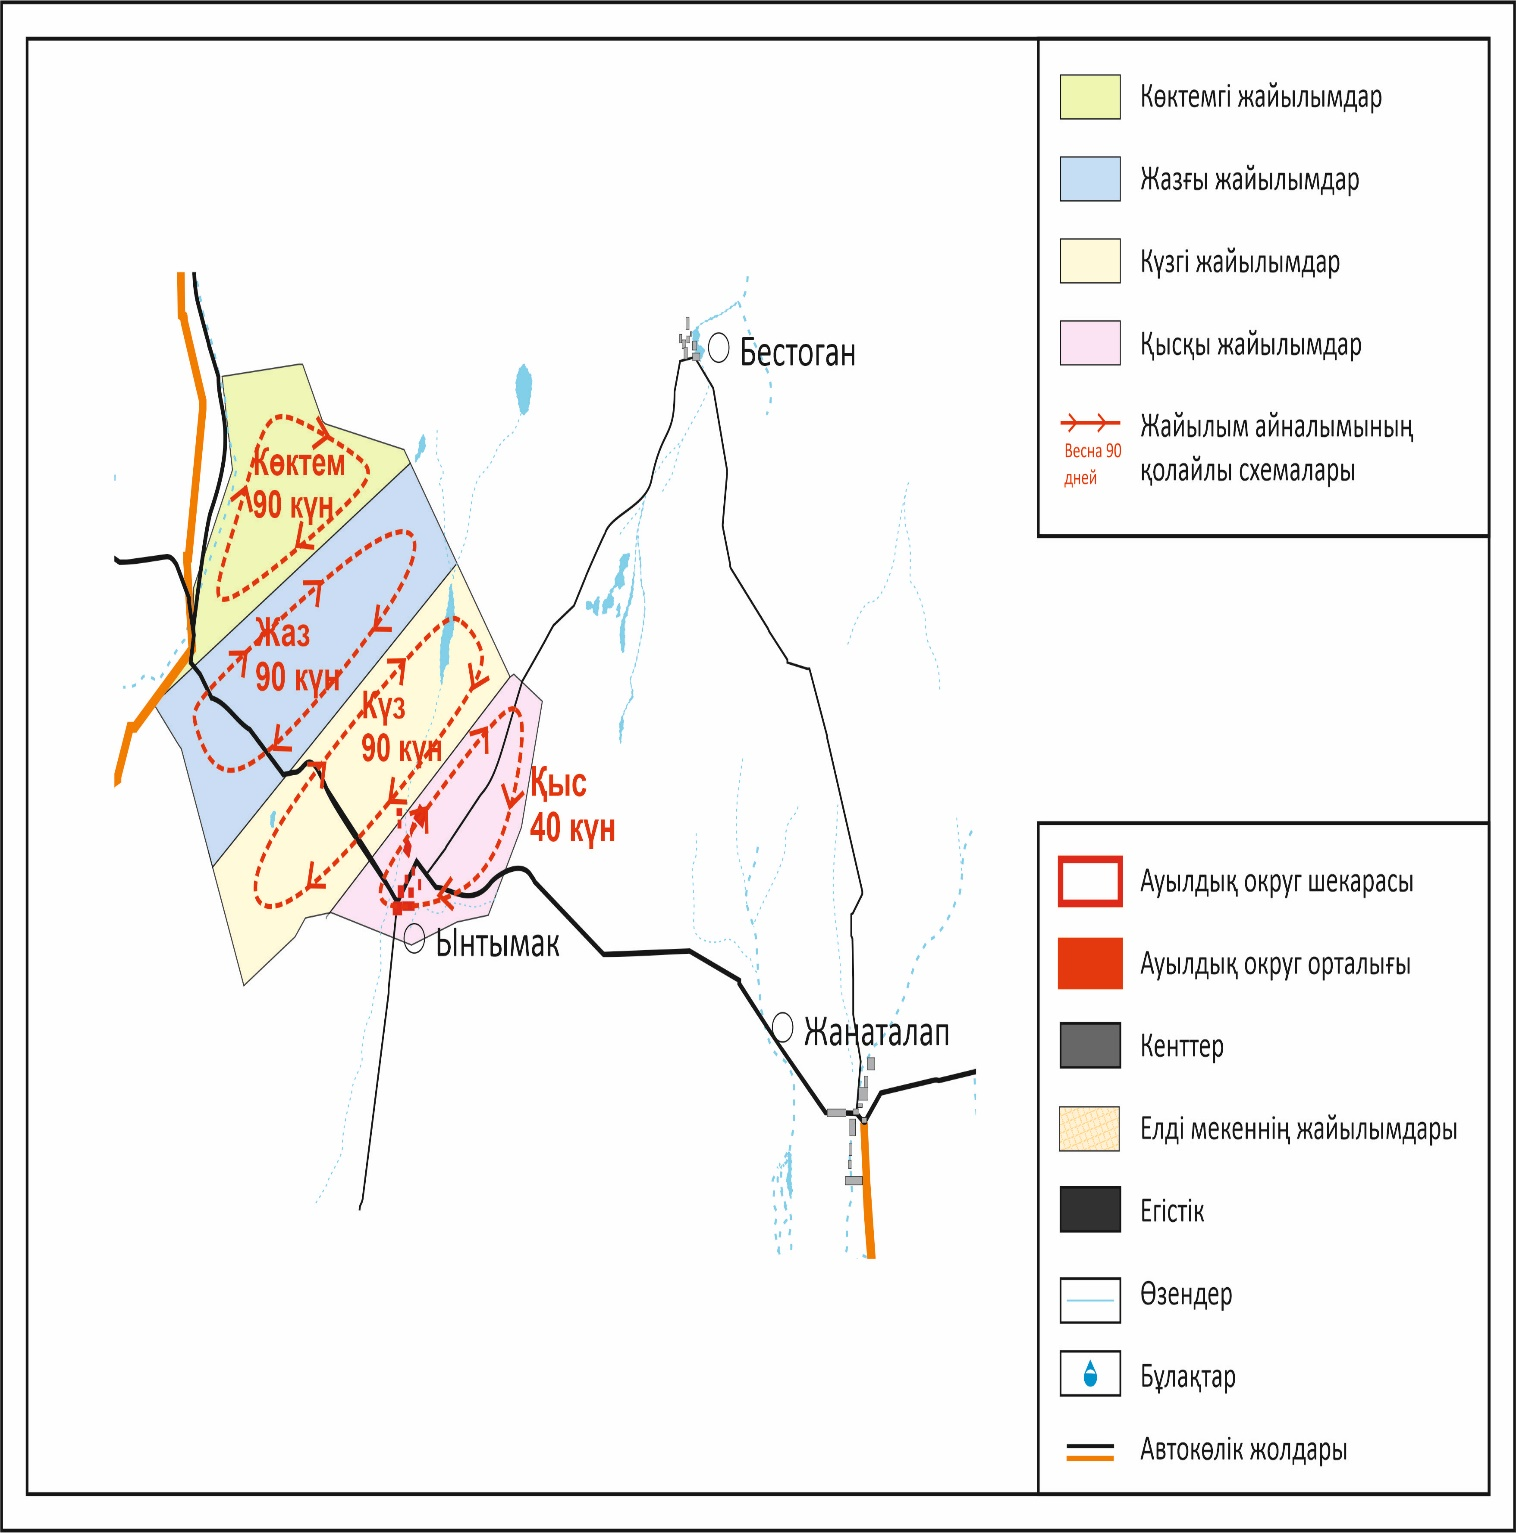 Көктемгі жайылымдар
Жазғы жайылымдар
Күзгі жайылымдар
Қысқы жайылымдар
Весна 90
дней
Жайылым айналымының
қолайлы схемалары
Бестоган
Көктем
90 күн
Жаз
90 күн
Күз
90 күн
Қыс
40 күн
Ынтымак
Жанаталап
Ауылдық округ шекарасы
Ауылдық округ орталығы
Кенттер
Елді мекеннің жайылымдары
Егістік
Өзендер
Бұлақтар
Автокөлік жолдары